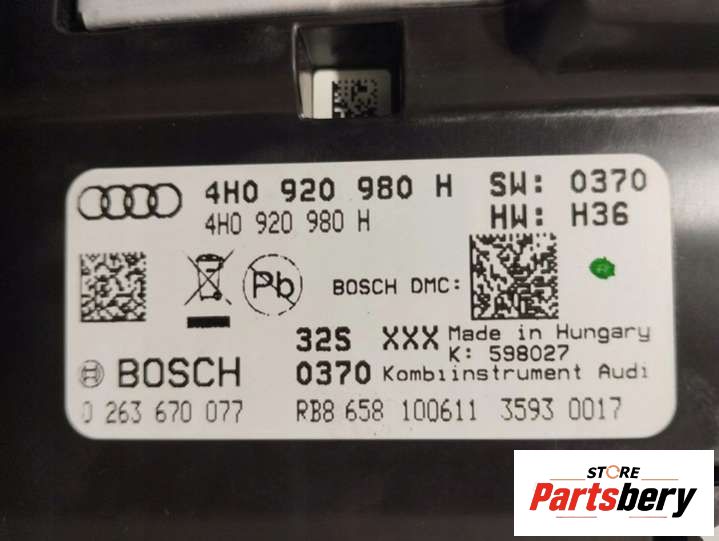 4H0 920 980 H SW: 0370
4H0 920 980 H HW: H36
Pb
BOSCH DMC:
32S XXX Made in Hungary
K: 598027
BOSCH 0370 Kombiinstrument Audi
0 263 670 077 RB8 658 100611 3593 0017
STORE
Partsbery